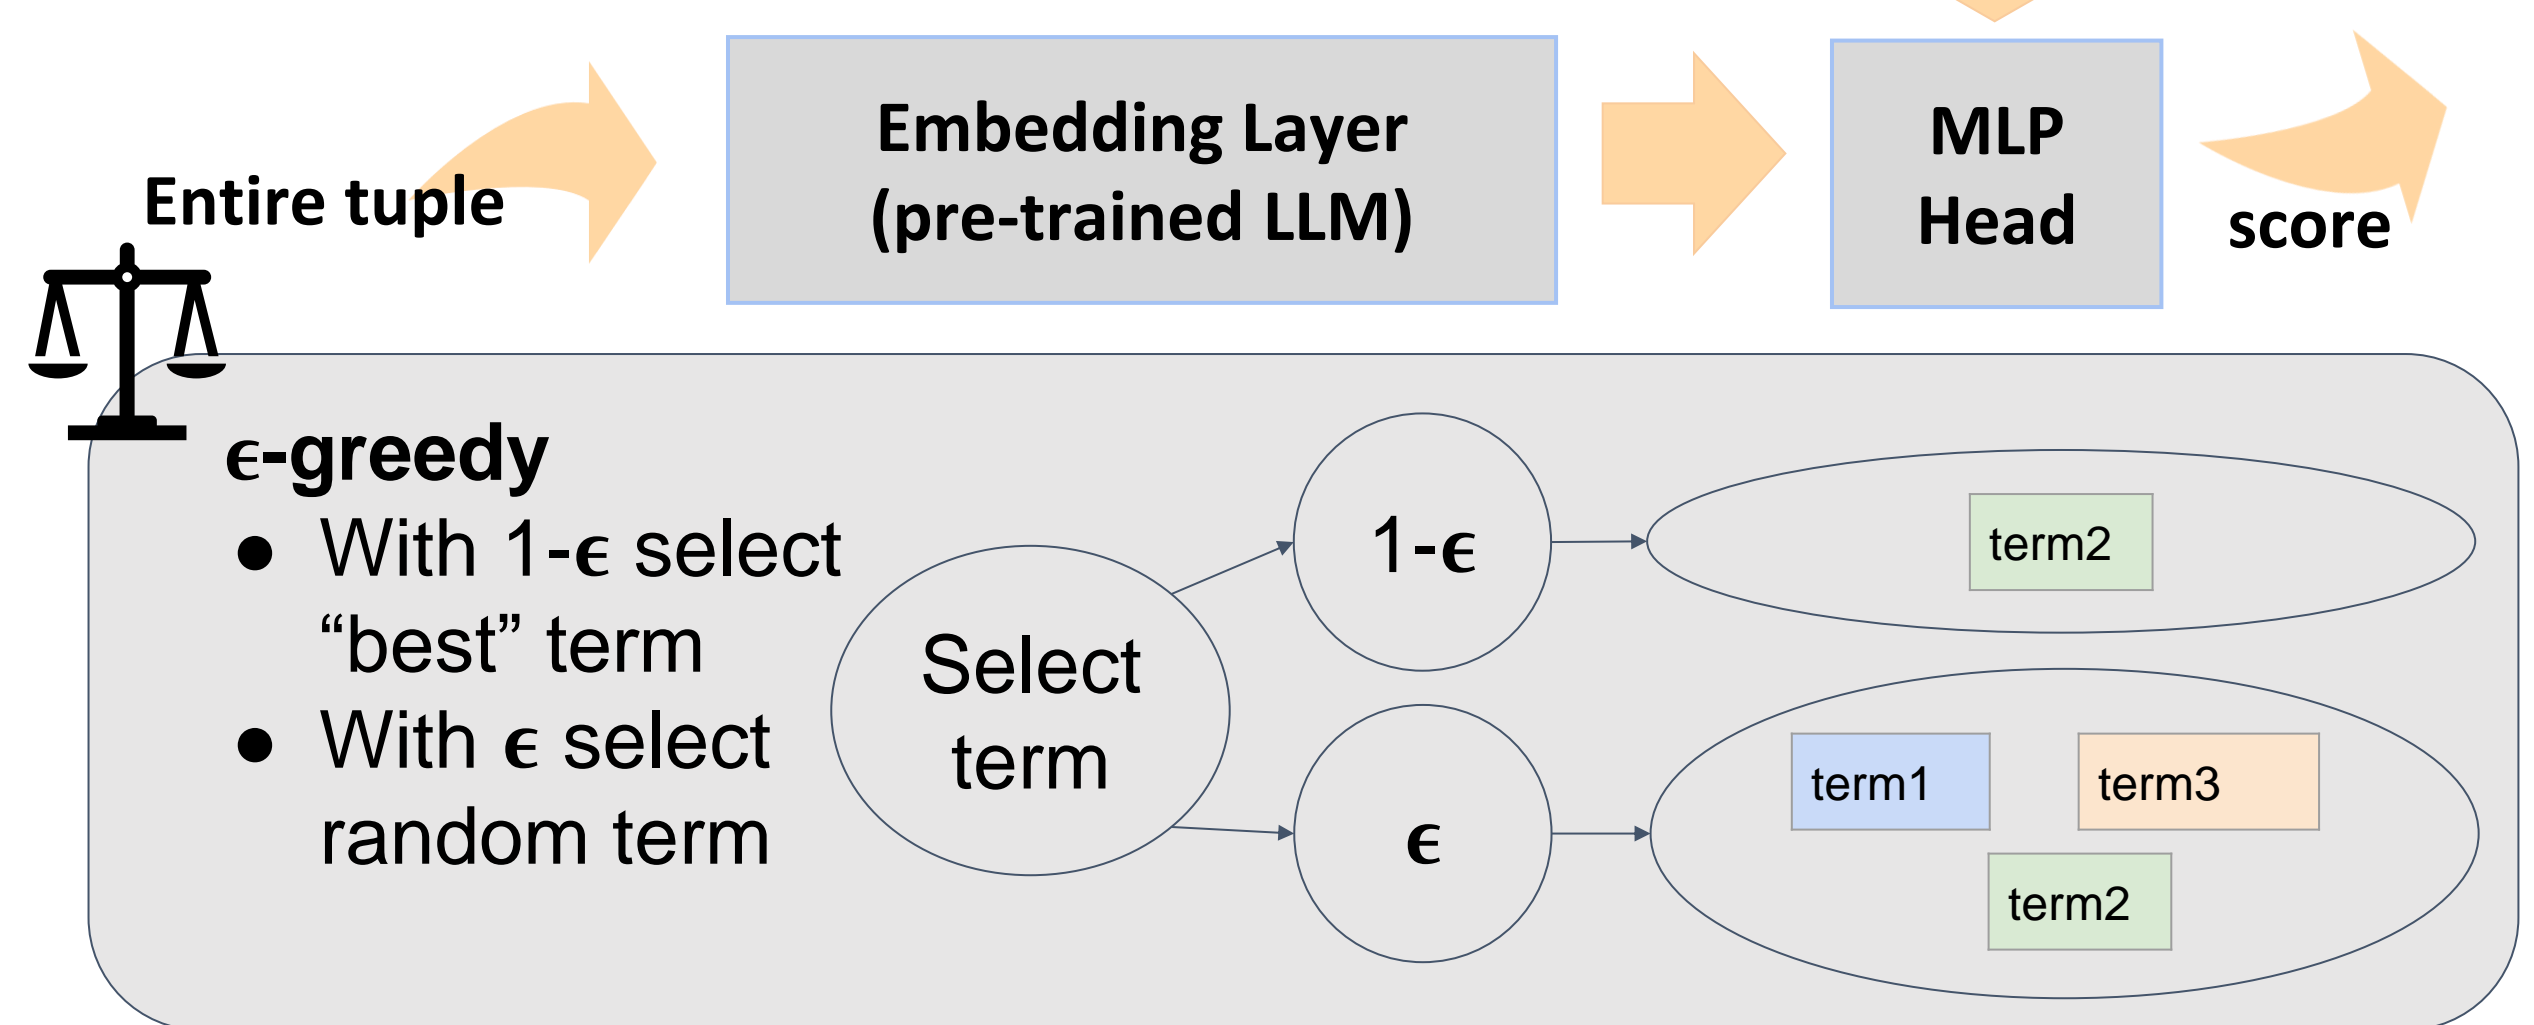 Entire tuple
Embedding Layer
(pre-trained LLM)
MLP
Head
score
ϵ-greedy
● With 1-ϵ select
“best” term
● With ϵ select
random term
Select
term
1-ϵ
term2
ϵ
term1
term3
term2